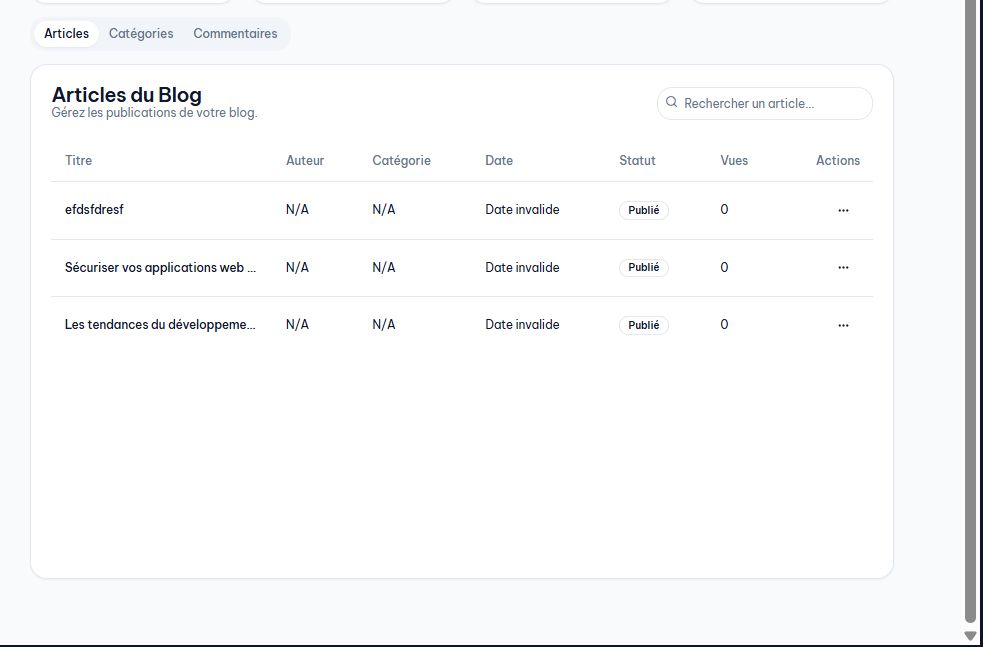 Articles Catégories Commentaires
Articles du Blog
Gérez les publications de votre blog.
Rechercher un article...
Titre Auteur Catégorie Date Statut Vues Actions
efdsfdresf N/A N/A Date invalide Publié 0 ...
Sécuriser vos applications web ... N/A N/A Date invalide Publié 0 ...
Les tendances du développeme... N/A N/A Date invalide Publié 0 ...